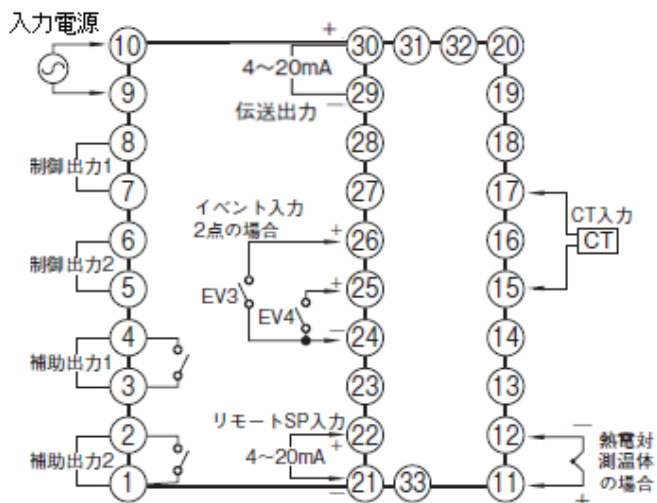 入力電源
10
9
8
制御出力1
7
6
制御出力2
5
4
補助出力1
3
2
補助出力2
1
+
30
31
32
20
4～20mA
29
−
伝送出力
28
27
イベント入力
2点の場合
+
26
EV3
+
25
EV4
−
24
23
リモートSP入力
+
22
4～20mA
−
21
33
19
18
17
CT入力
CT
16
15
14
13
12
−
熱電対
測温体
の場合
+
11